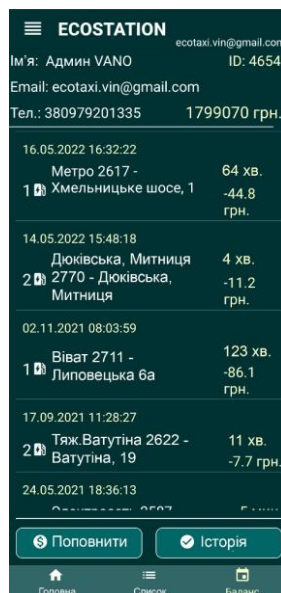 ECOSTATION
ecotaxi.vin@gmail.com
Ім'я: Админ VANO ID: 4654
Email: ecotaxi.vin@gmail.com
Тел.: 380979201335 1799070 грн.
16.05.2022 16:32:22
Метро 2617 - 64 хв.
1 Хмельницьке шосе, 1 -44.8
грн.
14.05.2022 15:48:18
Дюківська, Митниця 4 хв.
2 2770 - Дюківська, -11.2
Митниця грн.
02.11.2021 08:03:59
Віват 2711 - 123 хв.
1 Липовецька 6а -86.1
грн.
17.09.2021 11:28:27
Тяж.Ватутіна 2622 - 11 хв.
2 Ватутіна, 19 -7.7 грн.
24.05.2021 18:36:13
Поповнити Історія
Головна Список Баланс